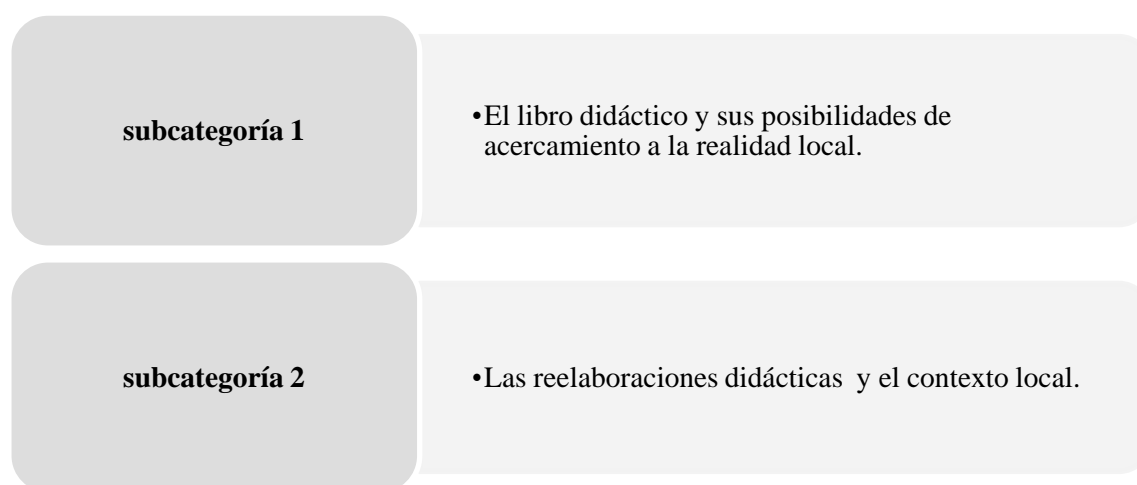 subcategoría 1
•El libro didáctico y sus posibilidades de
acercamiento a la realidad local.
subcategoría 2
•Las reelaboraciones didácticas  y el contexto local.